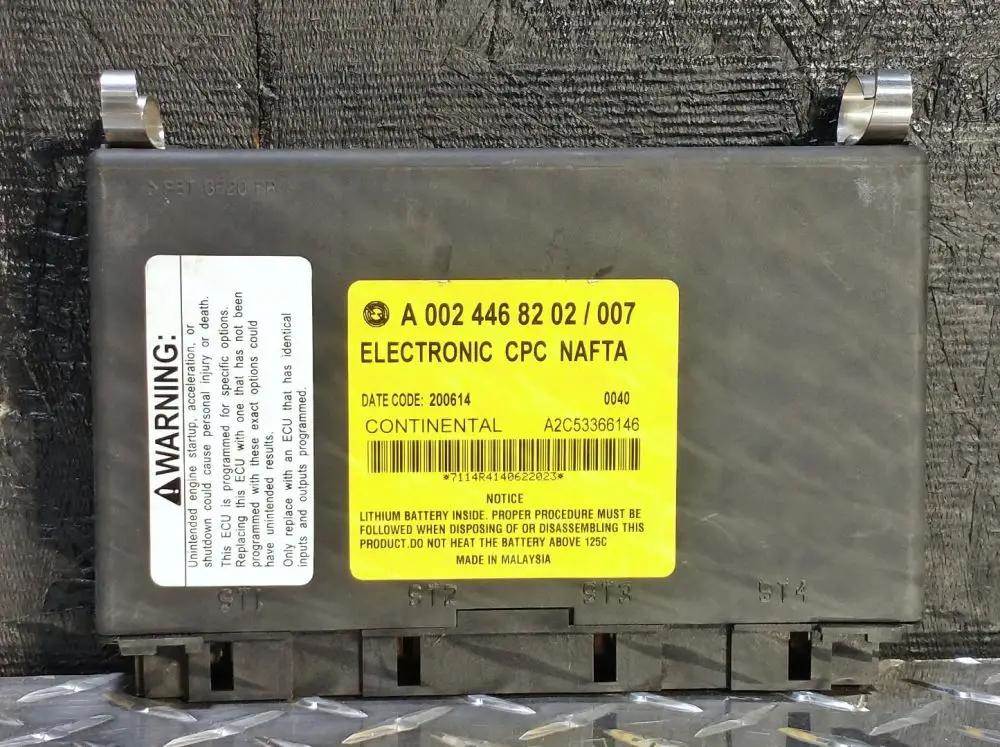 ⚠WARNING:
Unintended engine startup, acceleration, or
shutdown could cause personal injury or death.
This ECU is programmed for specific options.
Replacing this ECU with one that has not been
programmed with these exact options could
have unintended results.
Only replace with an ECU that has identical
inputs and outputs programmed.
A 002 446 82 02 / 007
ELECTRONIC CPC NAFTA
DATE CODE: 200614 0040
CONTINENTAL A2C53366146
*7114R4140622023*
NOTICE
LITHIUM BATTERY INSIDE. PROPER PROCEDURE MUST BE
FOLLOWED WHEN DISPOSING OF OR DISASSEMBLING THIS
PRODUCT.DO NOT HEAT THE BATTERY ABOVE 125C
MADE IN MALAYSIA
ST1 ST2 ST3 ST4